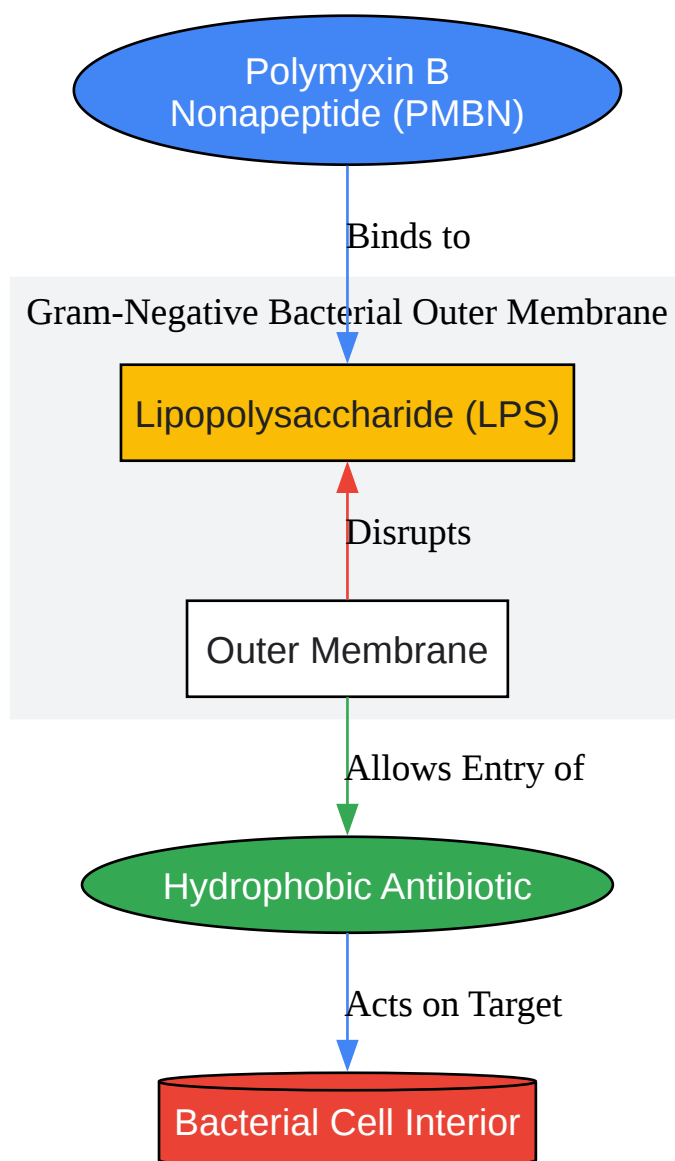 Polymyxin B
Nonapeptide (PMBN)
Binds to
Gram-Negative Bacterial Outer Membrane
Lipopolysaccharide (LPS)
Disrupts
Outer Membrane
Allows Entry of
Hydrophobic Antibiotic
Acts on Target
Bacterial Cell Interior